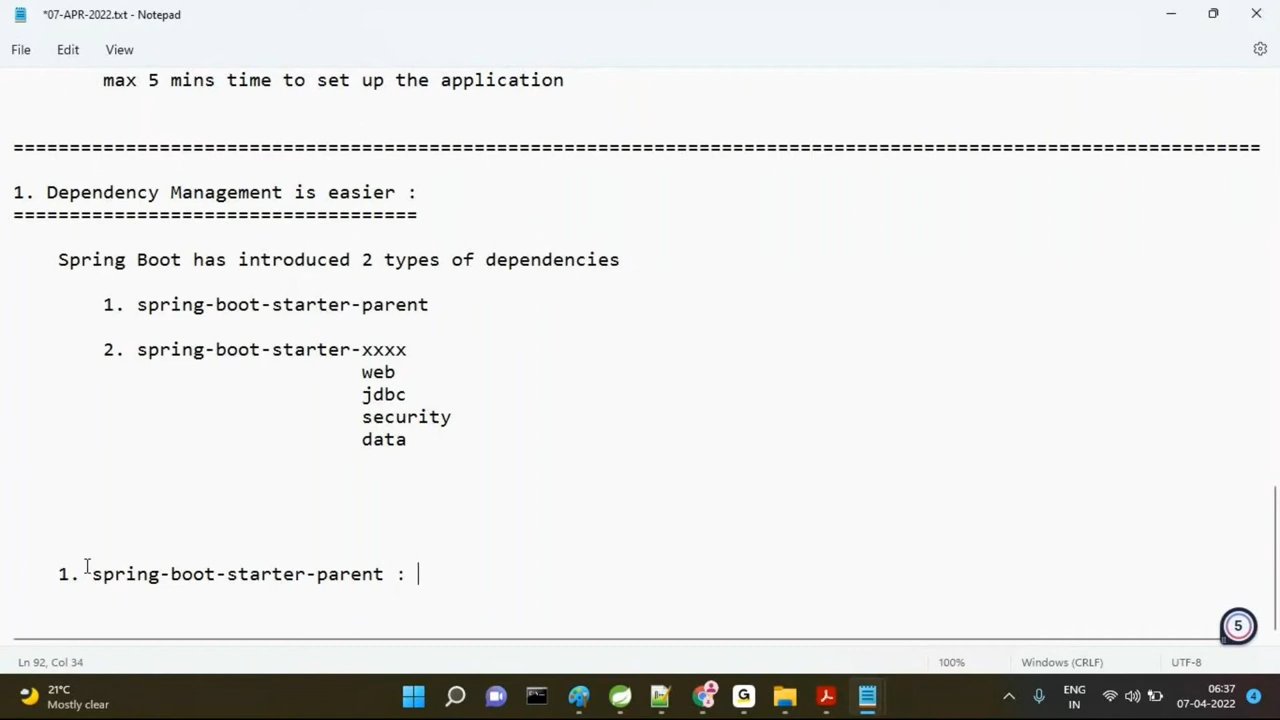 *07-APR-2022.txt - Notepad
File Edit View
max 5 mins time to set up the application
===============================================================================================================
1. Dependency Management is easier :
====================================
Spring Boot has introduced 2 types of dependencies
1. spring-boot-starter-parent
2. spring-boot-starter-xxxx
web
jdbc
security
data
1. spring-boot-starter-parent :
5
Ln 92, Col 34 100% Windows (CRLF) UTF-8
21°C
Mostly clear
ENG
IN
06:37
07-04-2022
4